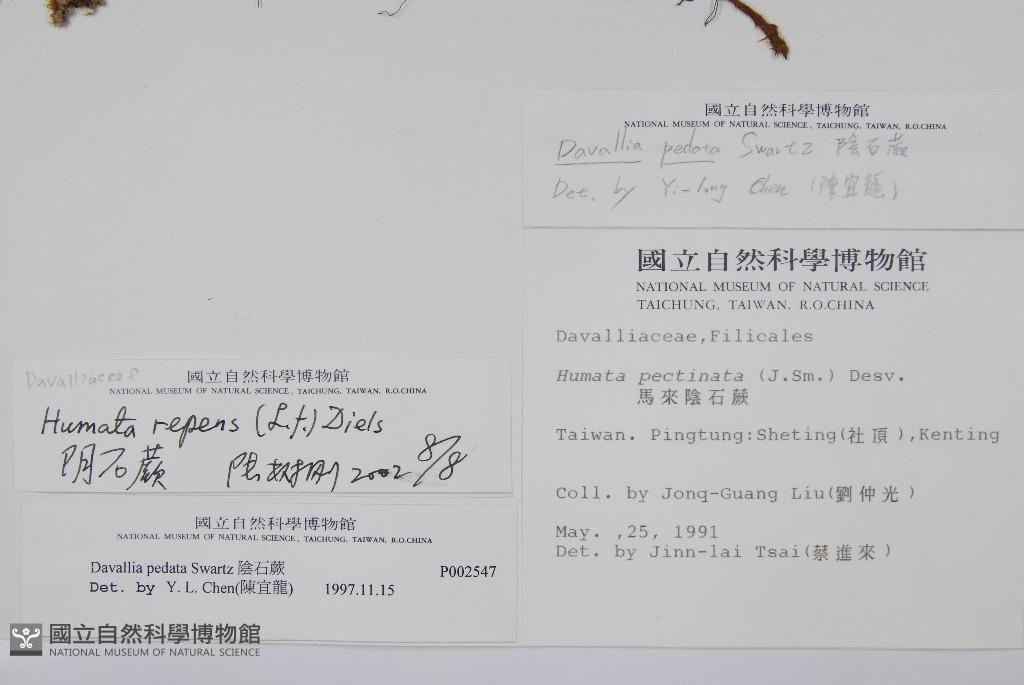 國立自然科學博物館
NATIONAL MUSEUM OF NATURAL SCIENCE, TAICHUNG, TAIWAN, R.O.CHINA
Davallia pedata Swartz 陰石蕨
Det. by Yi-long Chen (陳宜龍)
國立自然科學博物館
NATIONAL MUSEUM OF NATURAL SCIENCE
TAICHUNG, TAIWAN, R.O.CHINA
Davalliaceae,Filicales
Humata pectinata (J.Sm.) Desv.
馬來陰石蕨
Taiwan. Pingtung:Sheting(社頂),Kenting
Coll. by Jonq-Guang Liu(劉仲光)
May. ,25, 1991
Det. by Jinn-lai Tsai(蔡進來)
Davalliaceae
國立自然科學博物館
NATIONAL MUSEUM OF NATURAL SCIENCE, TAICHUNG, TAIWAN, R.O.CHINA
Humata repens (L.f.) Diels
阴石蕨 2002 8/8
國立自然科學博物館
NATIONAL MUSEUM OF NATURAL SCIENCE, TAICHUNG, TAIWAN, R.O.CHINA
Davallia pedata Swartz 陰石蕨 P002547
Det. by Y. L. Chen(陳宜龍) 1997.11.15
國立自然科學博物館
NATIONAL MUSEUM OF NATURAL SCIENCE